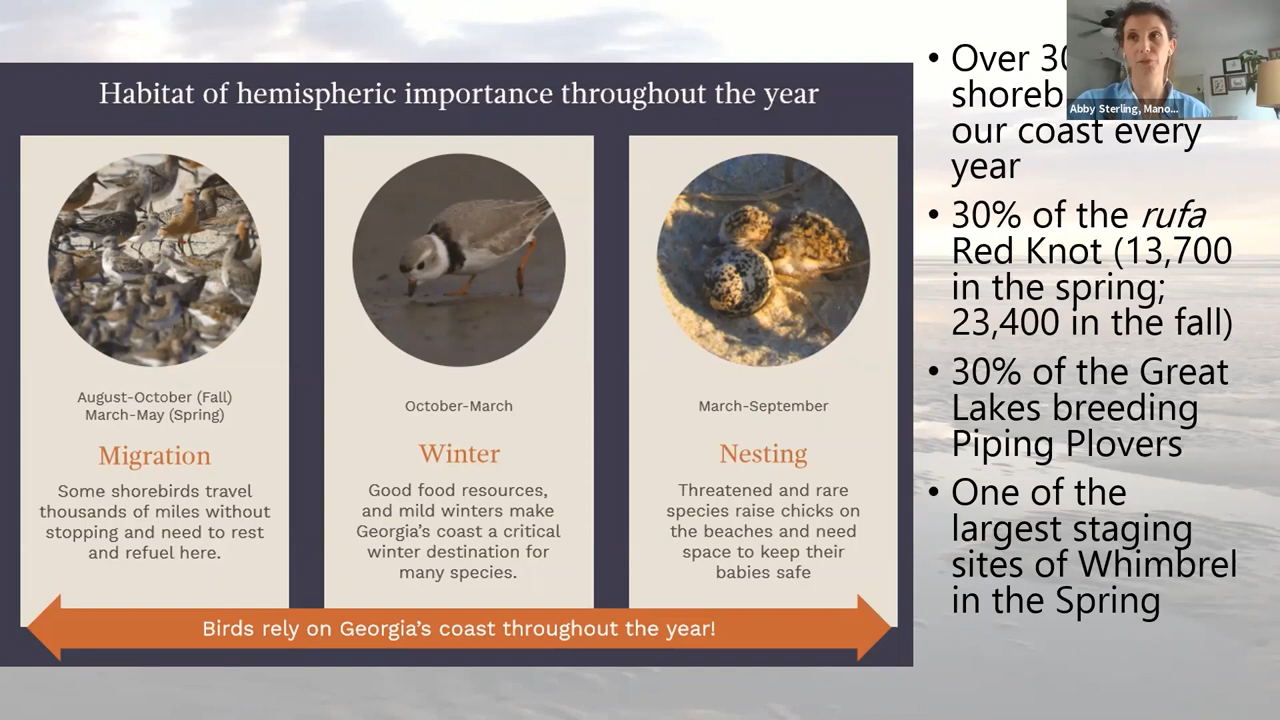 Habitat of hemispheric importance throughout the year
August-October (Fall)
March-May (Spring)
Migration
Some shorebirds travel
thousands of miles without
stopping and need to rest
and refuel here.
October-March
Winter
Good food resources,
and mild winters make
Georgia’s coast a critical
winter destination for
many species.
March-September
Nesting
Threatened and rare
species raise chicks on
the beaches and need
space to keep their
babies safe
Birds rely on Georgia’s coast throughout the year!
• Over
our coast every
year
• 30% of the rufa
Red Knot (13,700
in the spring;
23,400 in the fall)
• 30% of the Great
Lakes breeding
Piping Plovers
• One of the
largest staging
sites of Whimbrel
in the Spring
Abby Sterling, Mano...